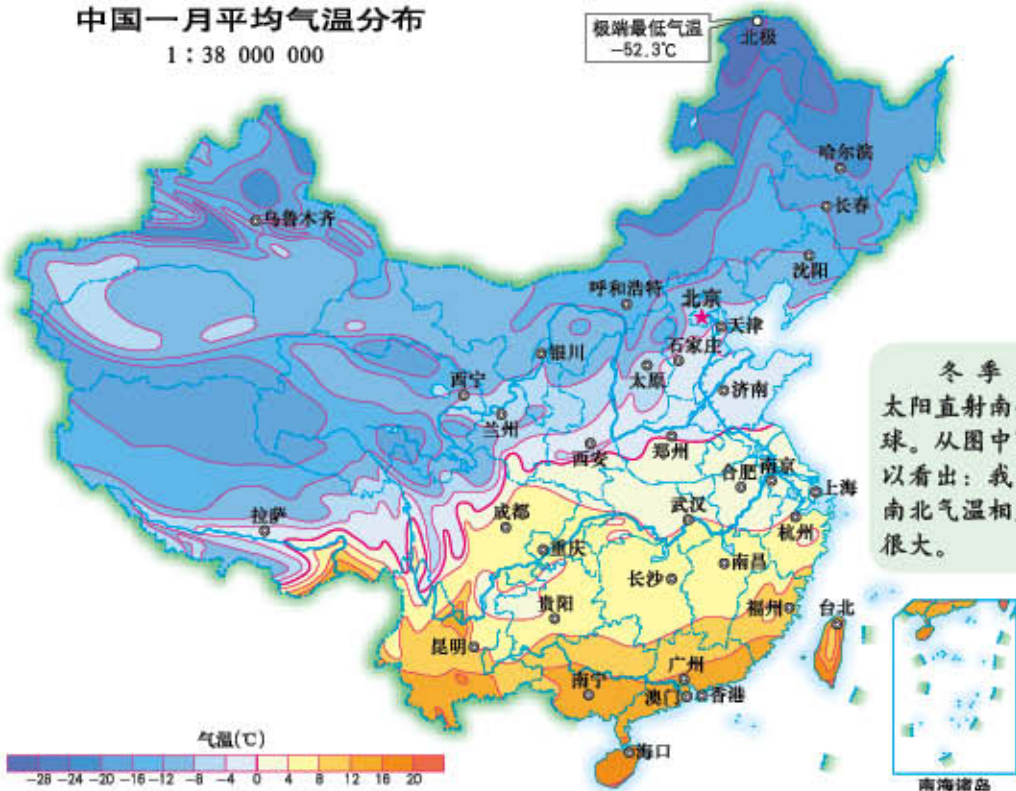 中国一月平均气温分布
1：38 000 000
极端最低气温
-52.3℃
北极
哈尔滨
长春
乌鲁木齐
沈阳
呼和浩特
北京
天津
石家庄
银川
太原
西宁
济南
兰州
西安
郑州
合肥
南京
上海
拉萨
成都
武汉
杭州
重庆
南昌
长沙
贵阳
福州
台北
昆明
广州
南宁
澳门
香港
海口
冬季
太阳直射南
球。从图中
以看出：我
南北气温相
很大。
气温(℃)
-28 -24 -20 -16 -12 -8 -4 0 4 8 12 16 20
南海诸岛